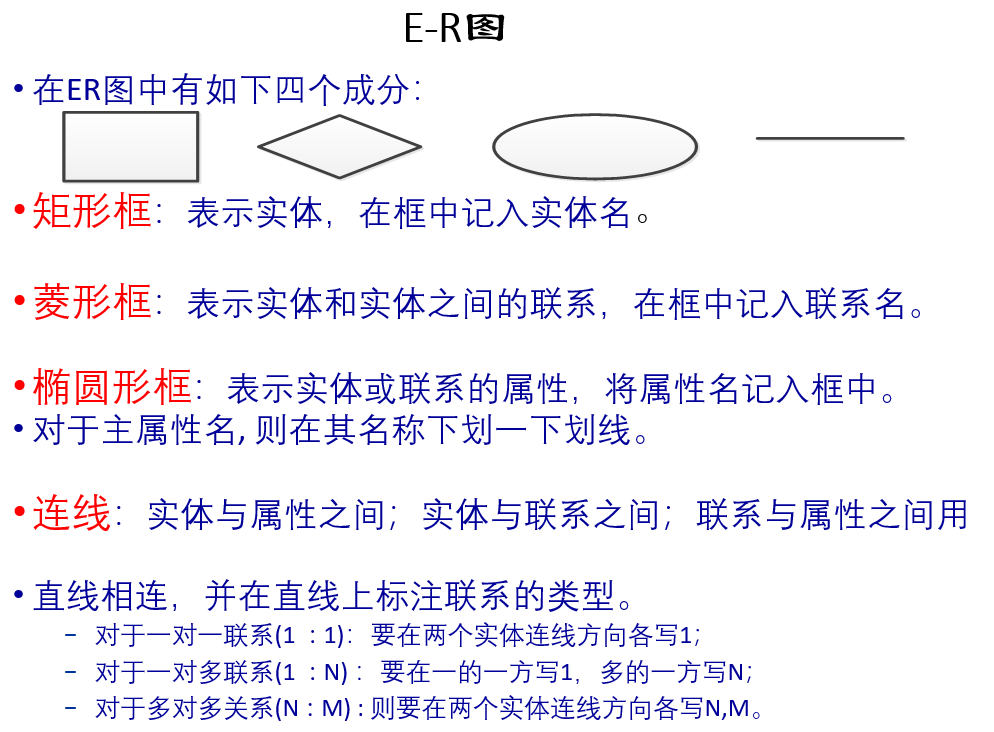 E-R图
• 在ER图中有如下四个成分：
• 矩形框：表示实体，在框中记入实体名。
• 菱形框：表示实体和实体之间的联系，在框中记入联系名。
• 椭圆形框：表示实体或联系的属性，将属性名记入框中。
• 对于主属性名, 则在其名称下划一下划线。
• 连线：实体与属性之间；实体与联系之间；联系与属性之间用
• 直线相连，并在直线上标注联系的类型。
– 对于一对一联系(1 ：1)：要在两个实体连线方向各写1；
– 对于一对多联系(1 ：N) ：要在一的一方写1，多的一方写N；
– 对于多对多关系(N : M) : 则要在两个实体连线方向各写N,M。